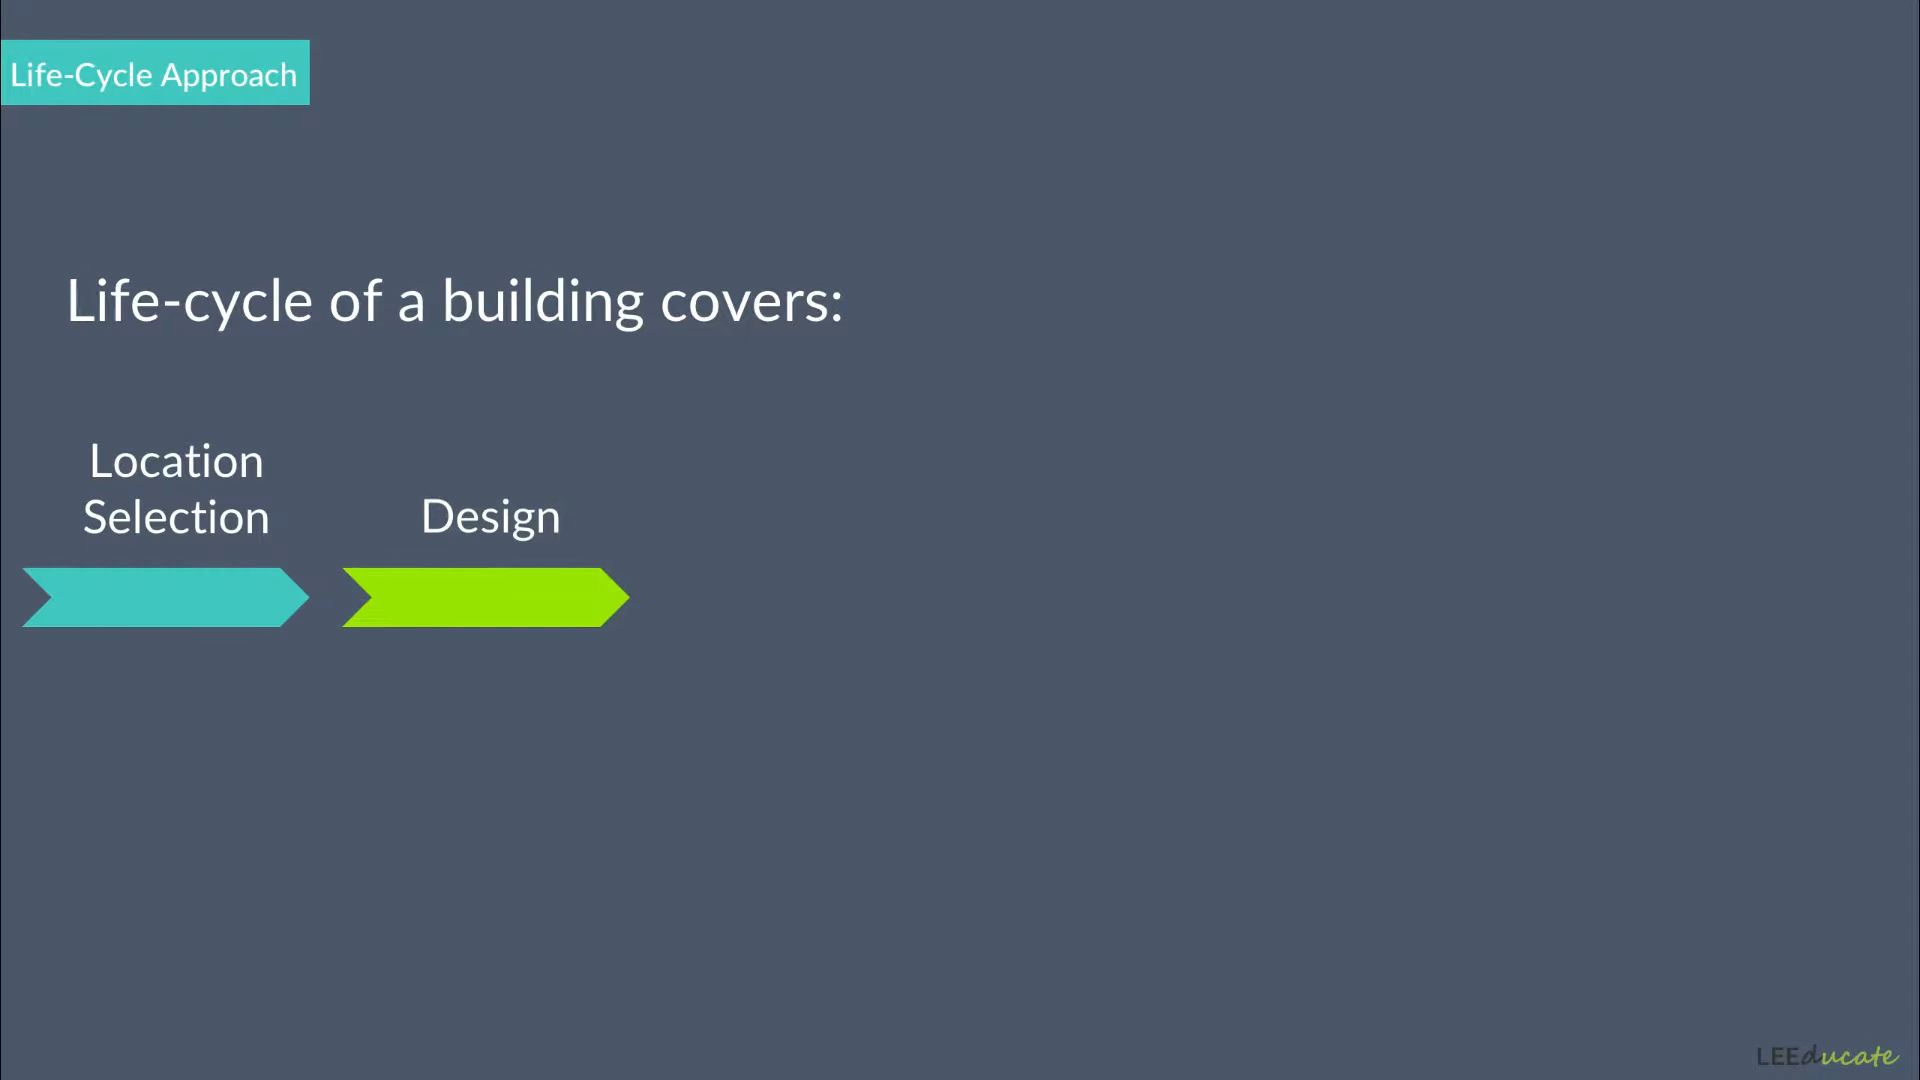 Life-Cycle Approach
Life-cycle of a building covers:
Location
Selection
Design
LEEducate